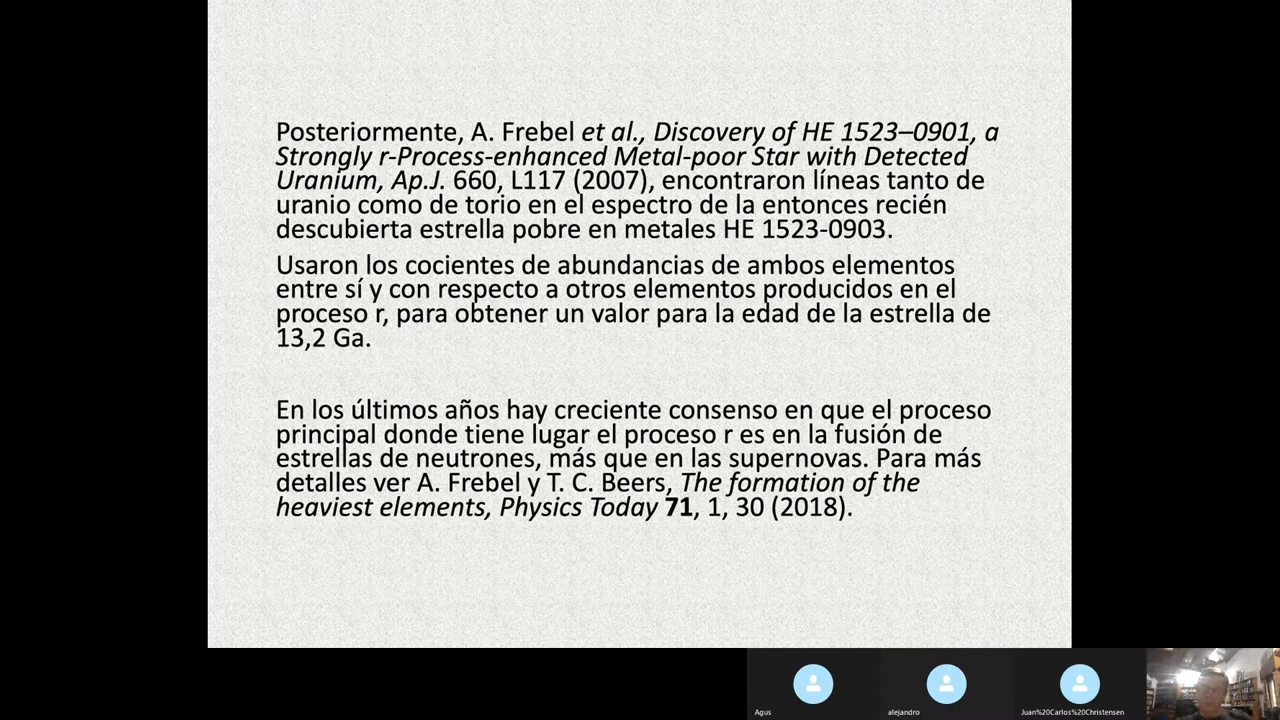 Posteriormente, A. Frebel et al., Discovery of HE 1523–0901, a
Strongly r-Process-enhanced Metal-poor Star with Detected
Uranium, Ap.J. 660, L117 (2007), encontraron líneas tanto de
uranio como de torio en el espectro de la entonces recién
descubierta estrella pobre en metales HE 1523-0903.
Usaron los cocientes de abundancias de ambos elementos
entre sí y con respecto a otros elementos producidos en el
proceso r, para obtener un valor para la edad de la estrella de
13,2 Ga.
En los últimos años hay creciente consenso en que el proceso
principal donde tiene lugar el proceso r es en la fusión de
estrellas de neutrones, más que en las supernovas. Para más
detalles ver A. Frebel y T. C. Beers, The formation of the
heaviest elements, Physics Today 71, 1, 30 (2018).
Agus
alejandro
Juan%20Carlos%20Christensen